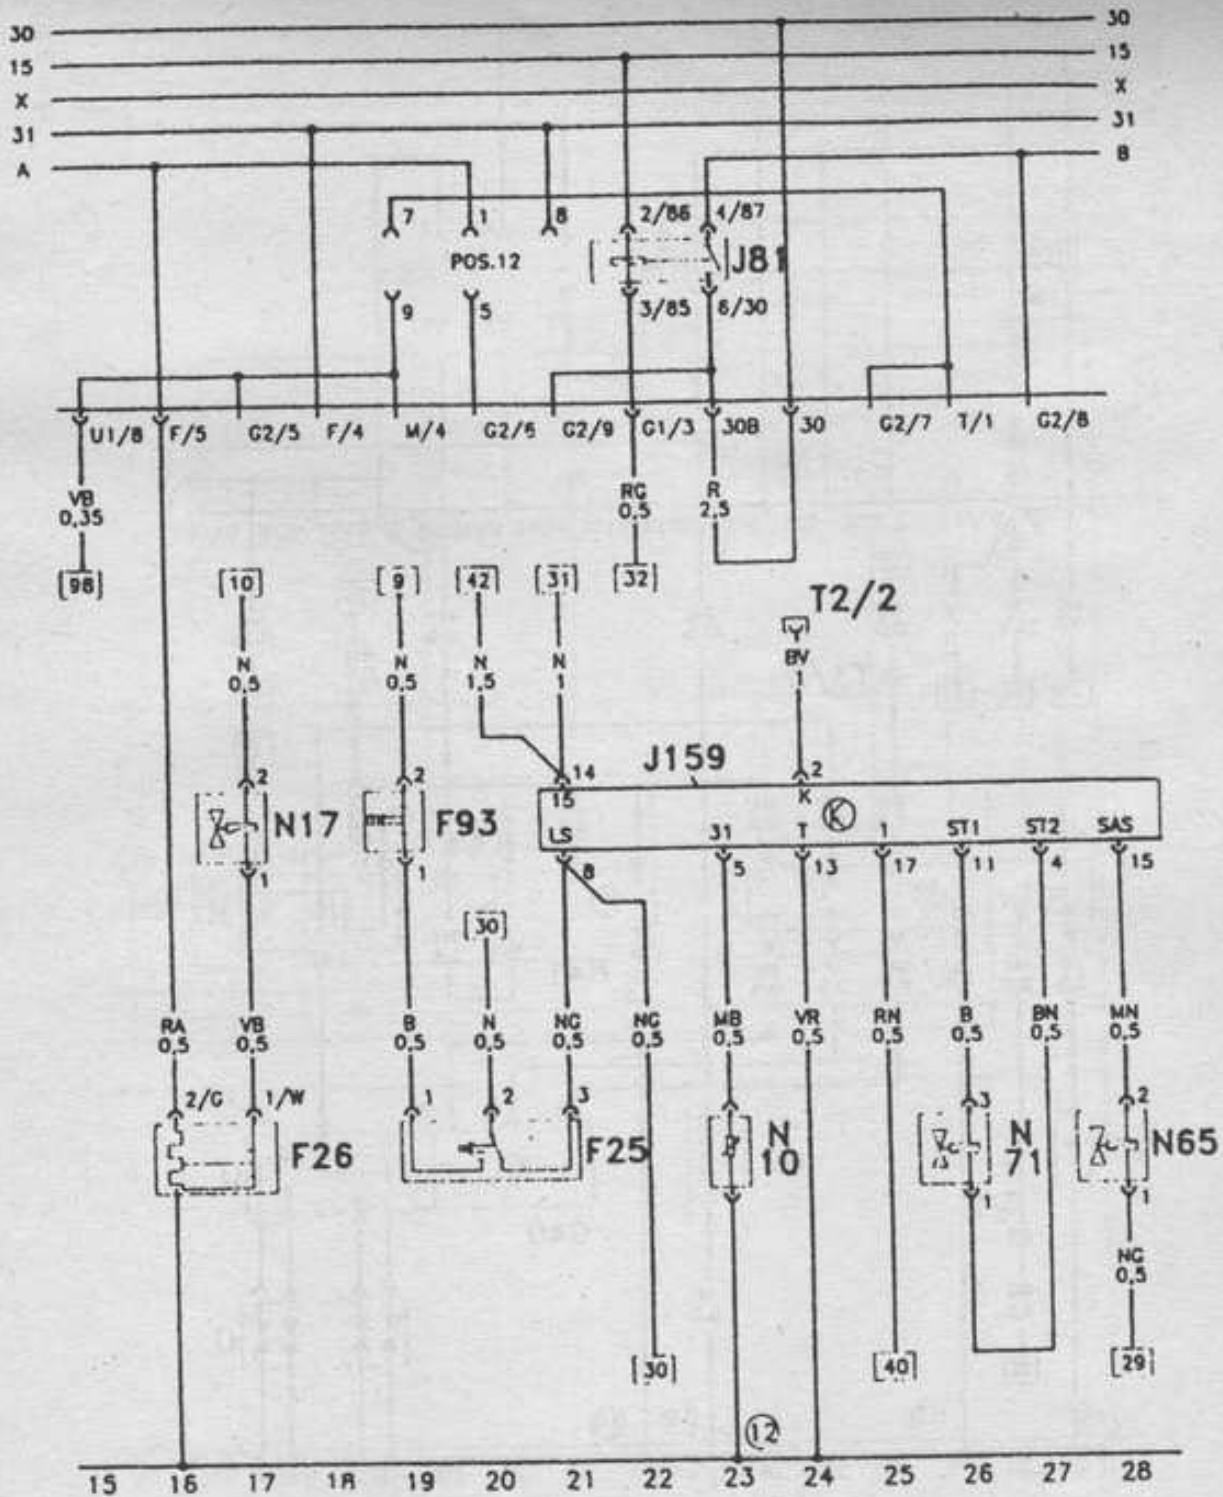 30 30
15 15
X X
31 31
A B
7 1 8 2/86 4/87
POS.12 J81
9 5 3/85 6/30
U1/8 F/5 G2/5 F/4 M/4 G2/6 G2/9 G1/3 30B 30 G2/7 T/1 G2/8
VB RG R
0,35 0,5 2,5
[98] [10] [9] [42] [31] [32]
T2/2
N N N N BV
0,5 0,5 1,5 1 1
J159
2 2 14 2
15 K
N17 F93 K
LS 31 T 1 ST1 ST2 SAS
1 1 8 5 13 17 11 4 15
[30]
RA VB B N NG NG MB VR RN B BN MN
0,5 0,5 0,5 0,5 0,5 0,5 0,5 0,5 0,5 0,5 0,5 0,5
2/G 1/W 1 2 3 3 2
F26 F25 N N N65
10 71
1 1
NG
0,5
[30] [40] [29]
12
15 16 17 18 19 20 21 22 23 24 25 26 27 28